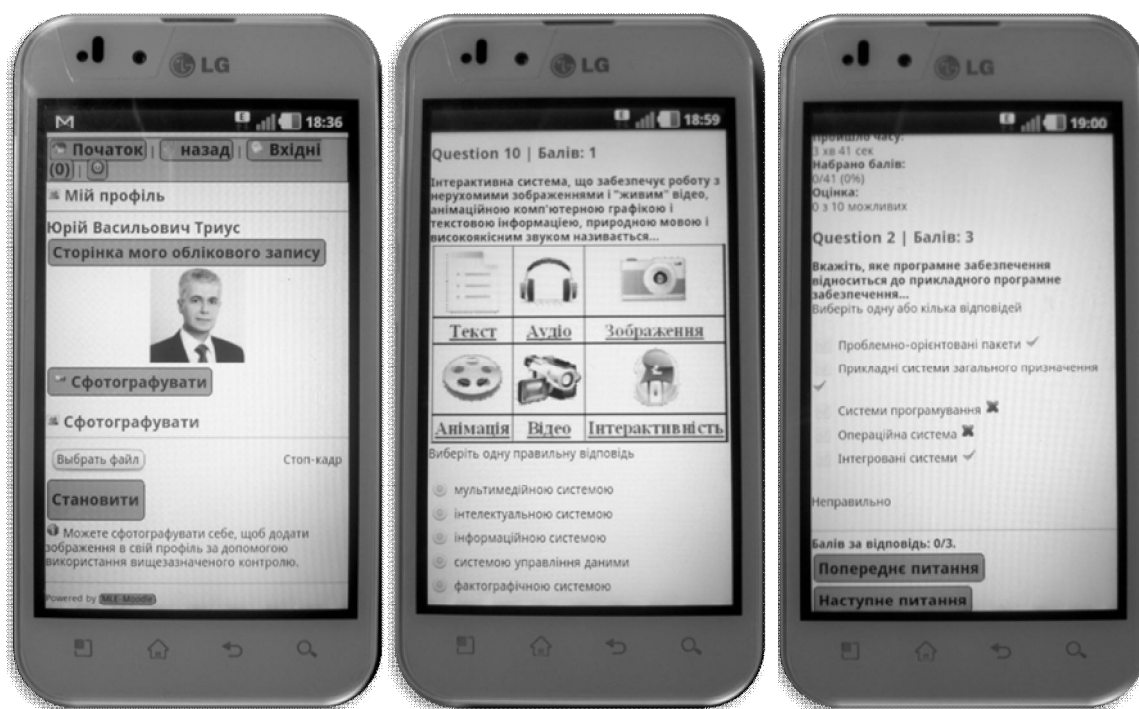 LG
18:36
Початок | назад | Вхідні
(0) |
Мій профіль
Юрій Васильович Триус
Сторінка мого облікового запису
Сфотографувати
Сфотографувати
Выбрать файл Стоп-кадр
Становити
Можете сфотографувати себе, щоб додати
зображення в свій профіль за допомогою
використання вищезазначеного контролю.
Powered by MLE-Moodle
LG
18:59
Question 10 | Балів: 1
Інтерактивна система, що забезпечує роботу з
нерухомими зображеннями і "живим" відео,
анімаційною комп'ютерною графікою і
текстовою інформацією, природною мовою і
високоякісним звуком називається...
Текст Аудіо Зображення
Анімація Відео Інтерактивність
Виберіть одну правильну відповідь
мультимедійною системою
інтелектуальною системою
інформаційною системою
системою управління даними
фактографічною системою
LG
19:00
Пройшло часу:
3 хв 41 сек
Набрано балів:
0/41 (0%)
Оцінка:
0 з 10 можливих
Question 2 | Балів: 3
Вкажіть, яке програмне забезпечення
відноситься до прикладного програмне
забезпечення...
Виберіть одну або кілька відповідей
Проблемно-орієнтовані пакети
Прикладні системи загального призначення
Системи програмування
Операційна система
Інтегровані системи
Неправильно
Балів за відповідь: 0/3.
Попереднє питання
Наступне питання